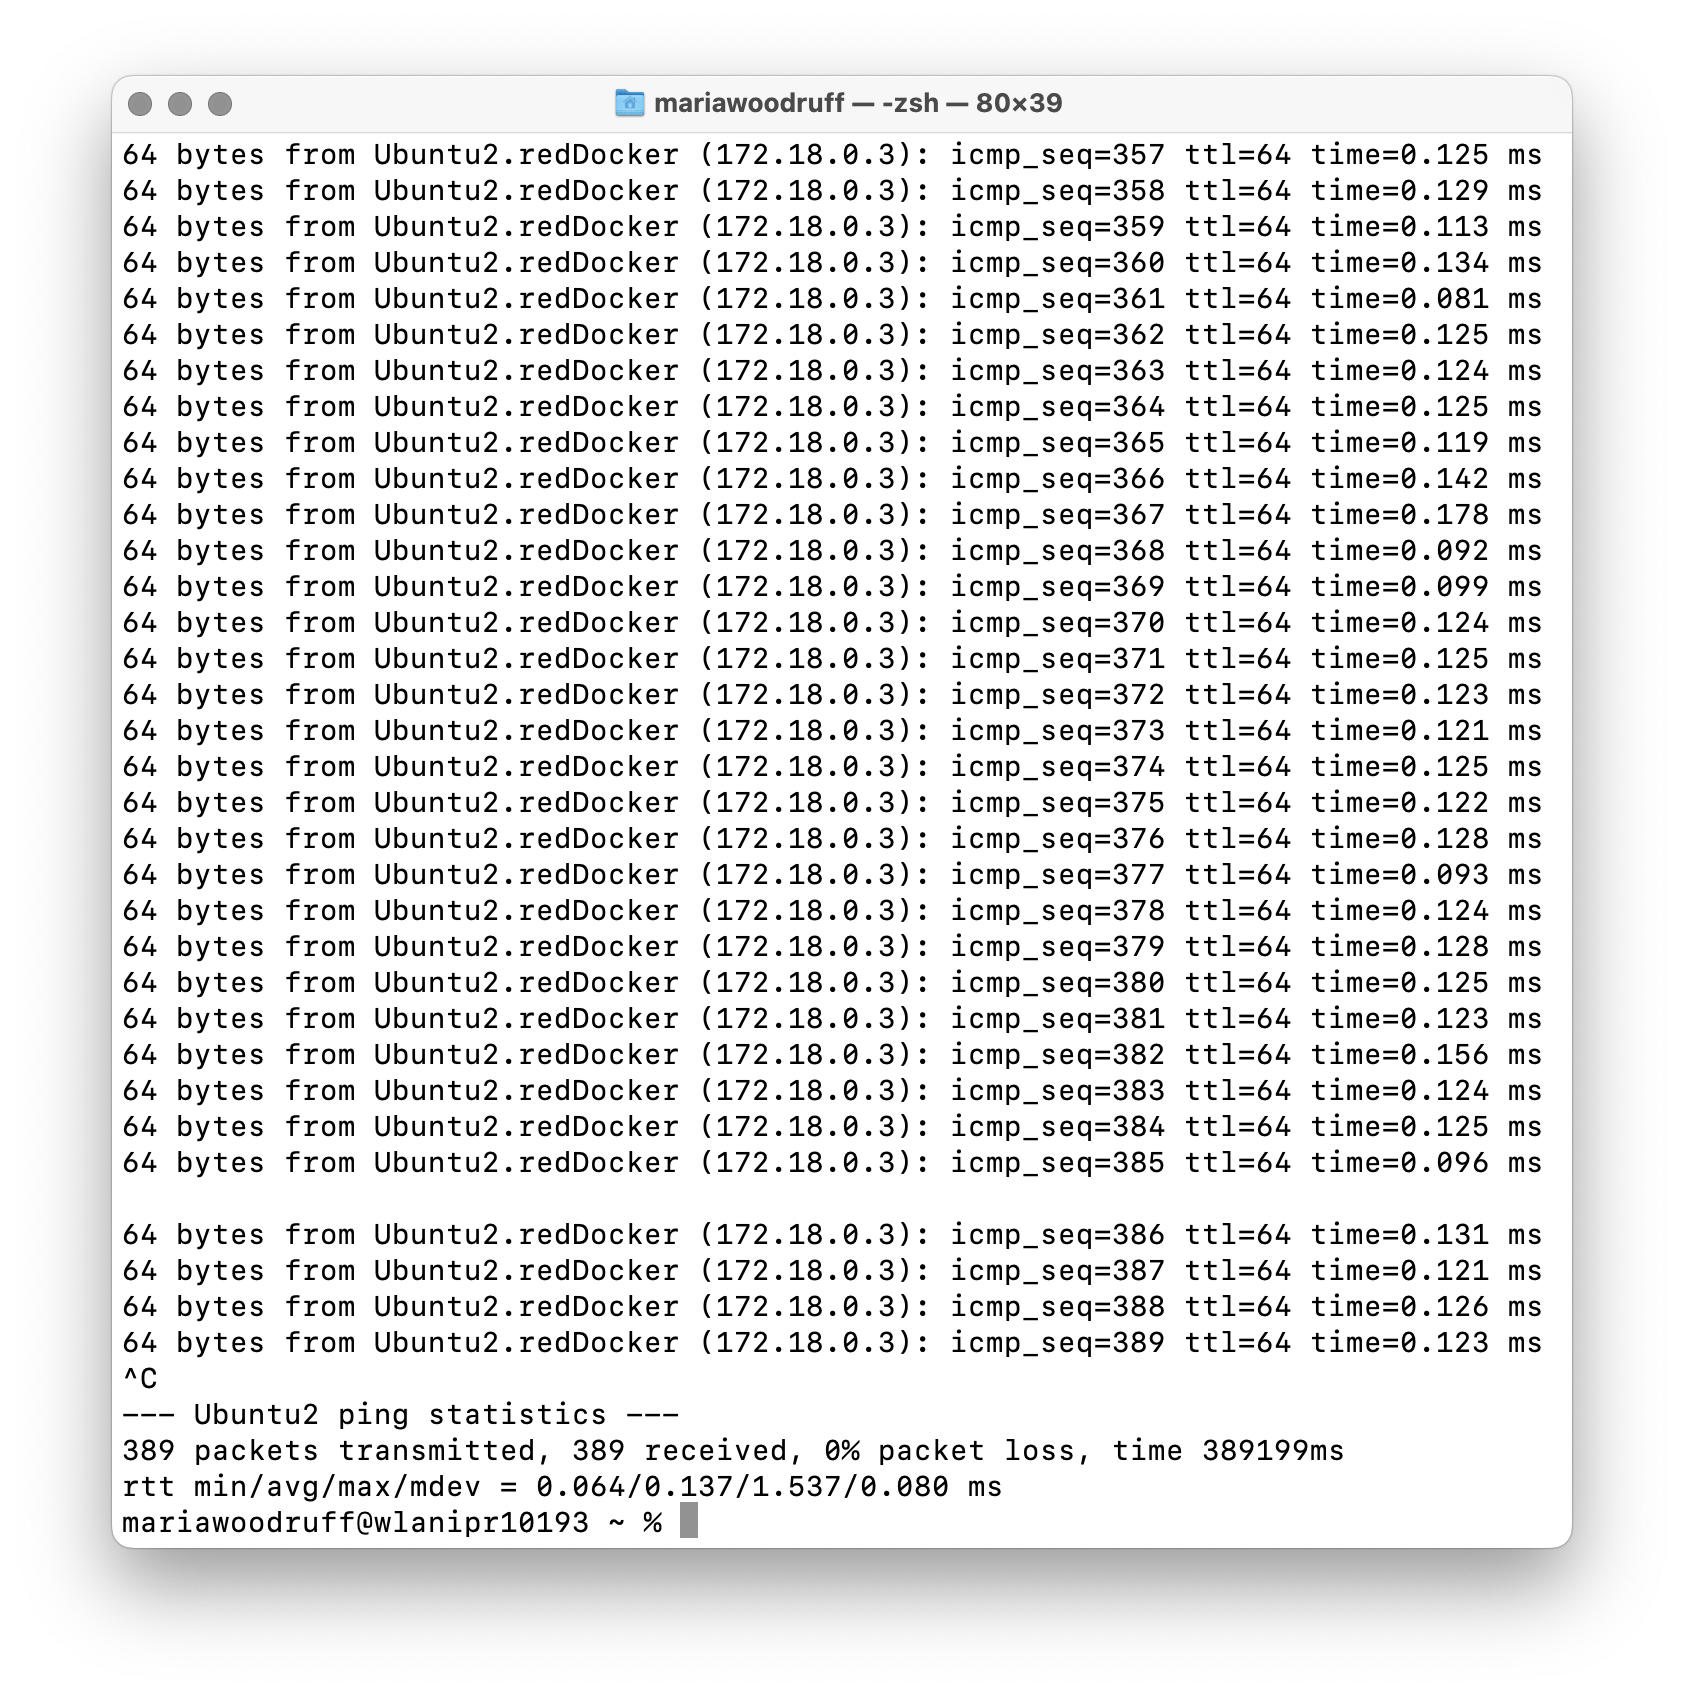 mariawoodruff — -zsh — 80×39
64 bytes from Ubuntu2.redDocker (172.18.0.3): icmp_seq=357 ttl=64 time=0.125 ms
64 bytes from Ubuntu2.redDocker (172.18.0.3): icmp_seq=358 ttl=64 time=0.129 ms
64 bytes from Ubuntu2.redDocker (172.18.0.3): icmp_seq=359 ttl=64 time=0.113 ms
64 bytes from Ubuntu2.redDocker (172.18.0.3): icmp_seq=360 ttl=64 time=0.134 ms
64 bytes from Ubuntu2.redDocker (172.18.0.3): icmp_seq=361 ttl=64 time=0.081 ms
64 bytes from Ubuntu2.redDocker (172.18.0.3): icmp_seq=362 ttl=64 time=0.125 ms
64 bytes from Ubuntu2.redDocker (172.18.0.3): icmp_seq=363 ttl=64 time=0.124 ms
64 bytes from Ubuntu2.redDocker (172.18.0.3): icmp_seq=364 ttl=64 time=0.125 ms
64 bytes from Ubuntu2.redDocker (172.18.0.3): icmp_seq=365 ttl=64 time=0.119 ms
64 bytes from Ubuntu2.redDocker (172.18.0.3): icmp_seq=366 ttl=64 time=0.142 ms
64 bytes from Ubuntu2.redDocker (172.18.0.3): icmp_seq=367 ttl=64 time=0.178 ms
64 bytes from Ubuntu2.redDocker (172.18.0.3): icmp_seq=368 ttl=64 time=0.092 ms
64 bytes from Ubuntu2.redDocker (172.18.0.3): icmp_seq=369 ttl=64 time=0.099 ms
64 bytes from Ubuntu2.redDocker (172.18.0.3): icmp_seq=370 ttl=64 time=0.124 ms
64 bytes from Ubuntu2.redDocker (172.18.0.3): icmp_seq=371 ttl=64 time=0.125 ms
64 bytes from Ubuntu2.redDocker (172.18.0.3): icmp_seq=372 ttl=64 time=0.123 ms
64 bytes from Ubuntu2.redDocker (172.18.0.3): icmp_seq=373 ttl=64 time=0.121 ms
64 bytes from Ubuntu2.redDocker (172.18.0.3): icmp_seq=374 ttl=64 time=0.125 ms
64 bytes from Ubuntu2.redDocker (172.18.0.3): icmp_seq=375 ttl=64 time=0.122 ms
64 bytes from Ubuntu2.redDocker (172.18.0.3): icmp_seq=376 ttl=64 time=0.128 ms
64 bytes from Ubuntu2.redDocker (172.18.0.3): icmp_seq=377 ttl=64 time=0.093 ms
64 bytes from Ubuntu2.redDocker (172.18.0.3): icmp_seq=378 ttl=64 time=0.124 ms
64 bytes from Ubuntu2.redDocker (172.18.0.3): icmp_seq=379 ttl=64 time=0.128 ms
64 bytes from Ubuntu2.redDocker (172.18.0.3): icmp_seq=380 ttl=64 time=0.125 ms
64 bytes from Ubuntu2.redDocker (172.18.0.3): icmp_seq=381 ttl=64 time=0.123 ms
64 bytes from Ubuntu2.redDocker (172.18.0.3): icmp_seq=382 ttl=64 time=0.156 ms
64 bytes from Ubuntu2.redDocker (172.18.0.3): icmp_seq=383 ttl=64 time=0.124 ms
64 bytes from Ubuntu2.redDocker (172.18.0.3): icmp_seq=384 ttl=64 time=0.125 ms
64 bytes from Ubuntu2.redDocker (172.18.0.3): icmp_seq=385 ttl=64 time=0.096 ms
64 bytes from Ubuntu2.redDocker (172.18.0.3): icmp_seq=386 ttl=64 time=0.131 ms
64 bytes from Ubuntu2.redDocker (172.18.0.3): icmp_seq=387 ttl=64 time=0.121 ms
64 bytes from Ubuntu2.redDocker (172.18.0.3): icmp_seq=388 ttl=64 time=0.126 ms
64 bytes from Ubuntu2.redDocker (172.18.0.3): icmp_seq=389 ttl=64 time=0.123 ms
^C
--- Ubuntu2 ping statistics ---
389 packets transmitted, 389 received, 0% packet loss, time 389199ms
rtt min/avg/max/mdev = 0.064/0.137/1.537/0.080 ms
mariawoodruff@wlanipr10193 ~ %